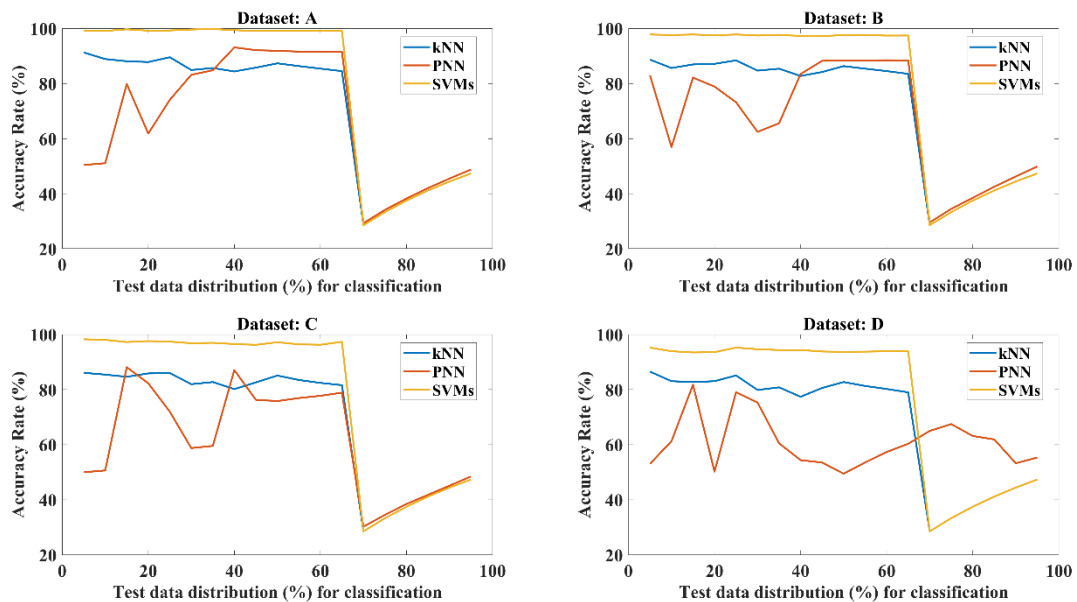 Dataset: A
Accuracy Rate (%)
100
80
60
40
20
kNN
PNN
SVMs
0 20 40 60 80 100
Test data distribution (%) for classification
Dataset: B
Accuracy Rate (%)
100
80
60
40
20
kNN
PNN
SVMs
0 20 40 60 80 100
Test data distribution (%) for classification
Dataset: C
Accuracy Rate (%)
100
80
60
40
20
kNN
PNN
SVMs
0 20 40 60 80 100
Test data distribution (%) for classification
Dataset: D
Accuracy Rate (%)
100
80
60
40
20
kNN
PNN
SVMs
0 20 40 60 80 100
Test data distribution (%) for classification